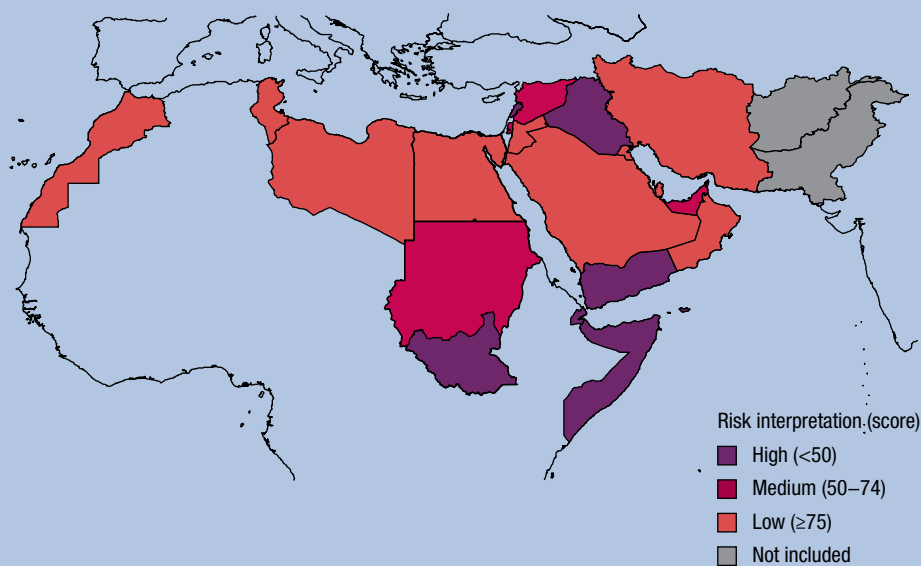 Risk interpretation (score)
High (<50)
Medium (50–74)
Low (≥75)
Not included